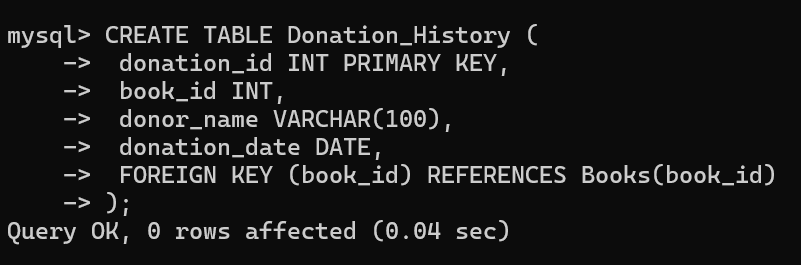 mysql> CREATE TABLE Donation_History (
    ->  donation_id INT PRIMARY KEY,
    ->  book_id INT,
    ->  donor_name VARCHAR(100),
    ->  donation_date DATE,
    ->  FOREIGN KEY (book_id) REFERENCES Books(book_id)
    -> );
Query OK, 0 rows affected (0.04 sec)